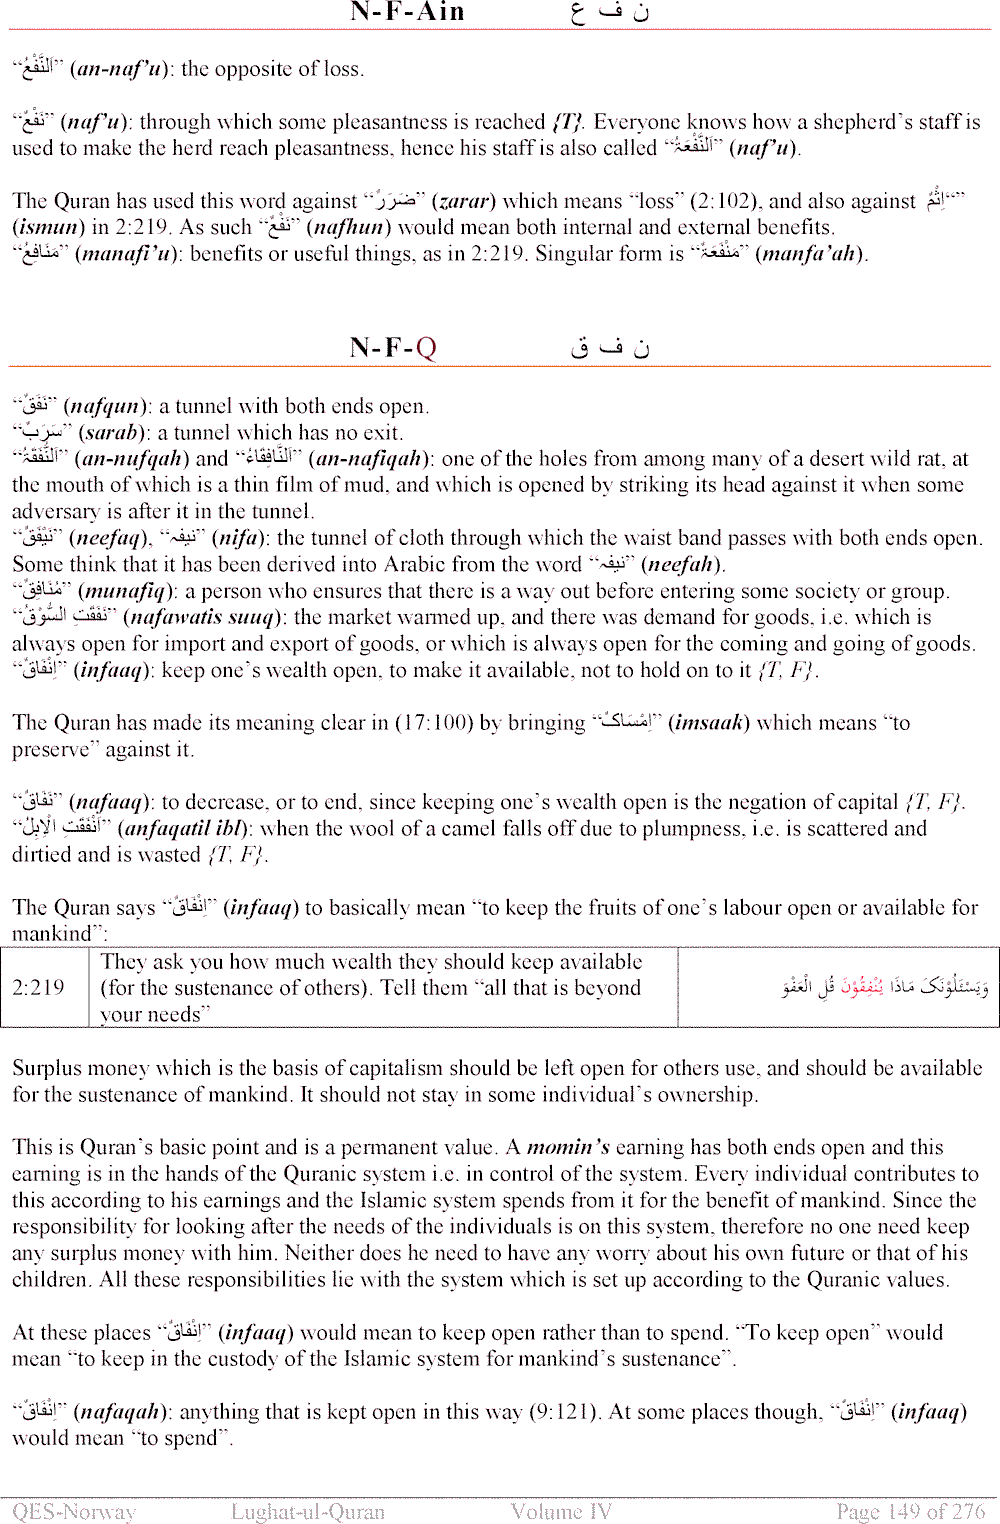 N-F-Ain ن ف ع
“اَلنَّفْعُ” (an-naf’u): the opposite of loss.
“نَفْعٌ” (naf’u): through which some pleasantness is reached {T}. Everyone knows how a shepherd’s staff is
used to make the herd reach pleasantness, hence his staff is also called “اَلنَّفْعَۃُ” (naf’u).
The Quran has used this word against “ضَرَرٌ” (zarar) which means “loss” (2:102), and also against اِثْمٌ“”
(ismun) in 2:219. As such “نَفْعٌ” (nafhun) would mean both internal and external benefits.
“مَنَافِعُ” (manafi’u): benefits or useful things, as in 2:219. Singular form is “مَنْفَعَۃٌ” (manfa’ah).
N-F-Q ن ف ق
“نَفَقٌ” (nafqun): a tunnel with both ends open.
“سَرَبٌ” (sarab): a tunnel which has no exit.
“اَلنُّفَقَۃُ” (an-nufqah) and “اَلنَّافِقَاءُ” (an-nafiqah): one of the holes from among many of a desert wild rat, at
the mouth of which is a thin film of mud, and which is opened by striking its head against it when some
adversary is after it in the tunnel.
“نَیْفَقٌ” (neefaq), “نیفہ” (nifa): the tunnel of cloth through which the waist band passes with both ends open.
Some think that it has been derived into Arabic from the word “نیفہ” (neefah).
“مُنَافِقٌ” (munafiq): a person who ensures that there is a way out before entering some society or group.
“نَفَقَتِ السُّوْقُ” (nafawatis suuq): the market warmed up, and there was demand for goods, i.e. which is
always open for import and export of goods, or which is always open for the coming and going of goods.
“اِنْفَاقٌ” (infaaq): keep one’s wealth open, to make it available, not to hold on to it {T, F}.
The Quran has made its meaning clear in (17:100) by bringing “اِمْسَاکٌ” (imsaak) which means “to
preserve” against it.
“نَفَاقٌ” (nafaaq): to decrease, or to end, since keeping one’s wealth open is the negation of capital {T, F}.
“اَنْفَقَتِ الْاِبِلُ” (anfaqatil ibl): when the wool of a camel falls off due to plumpness, i.e. is scattered and
dirtied and is wasted {T, F}.
The Quran says “اِنْفَاقٌ” (infaaq) to basically mean “to keep the fruits of one’s labour open or available for
mankind”:
They ask you how much wealth they should keep available
2:219 (for the sustenance of others). Tell them “all that is beyond وَیَسْئَلُوْنَکَ مَاذَا یُنْفِقُوْنَ قُلِ الْعَفْوَ
your needs”
Surplus money which is the basis of capitalism should be left open for others use, and should be available
for the sustenance of mankind. It should not stay in some individual’s ownership.
This is Quran’s basic point and is a permanent value. A momin’s earning has both ends open and this
earning is in the hands of the Quranic system i.e. in control of the system. Every individual contributes to
this according to his earnings and the Islamic system spends from it for the benefit of mankind. Since the
responsibility for looking after the needs of the individuals is on this system, therefore no one need keep
any surplus money with him. Neither does he need to have any worry about his own future or that of his
children. All these responsibilities lie with the system which is set up according to the Quranic values.
At these places “اِنْفَاقٌ” (infaaq) would mean to keep open rather than to spend. “To keep open” would
mean “to keep in the custody of the Islamic system for mankind’s sustenance”.
“اِنْفَاقٌ” (nafaqah): anything that is kept open in this way (9:121). At some places though, “اِنْفَاقٌ” (infaaq)
would mean “to spend”.
QES-Norway Lughat-ul-Quran Volume IV Page 149 of 276